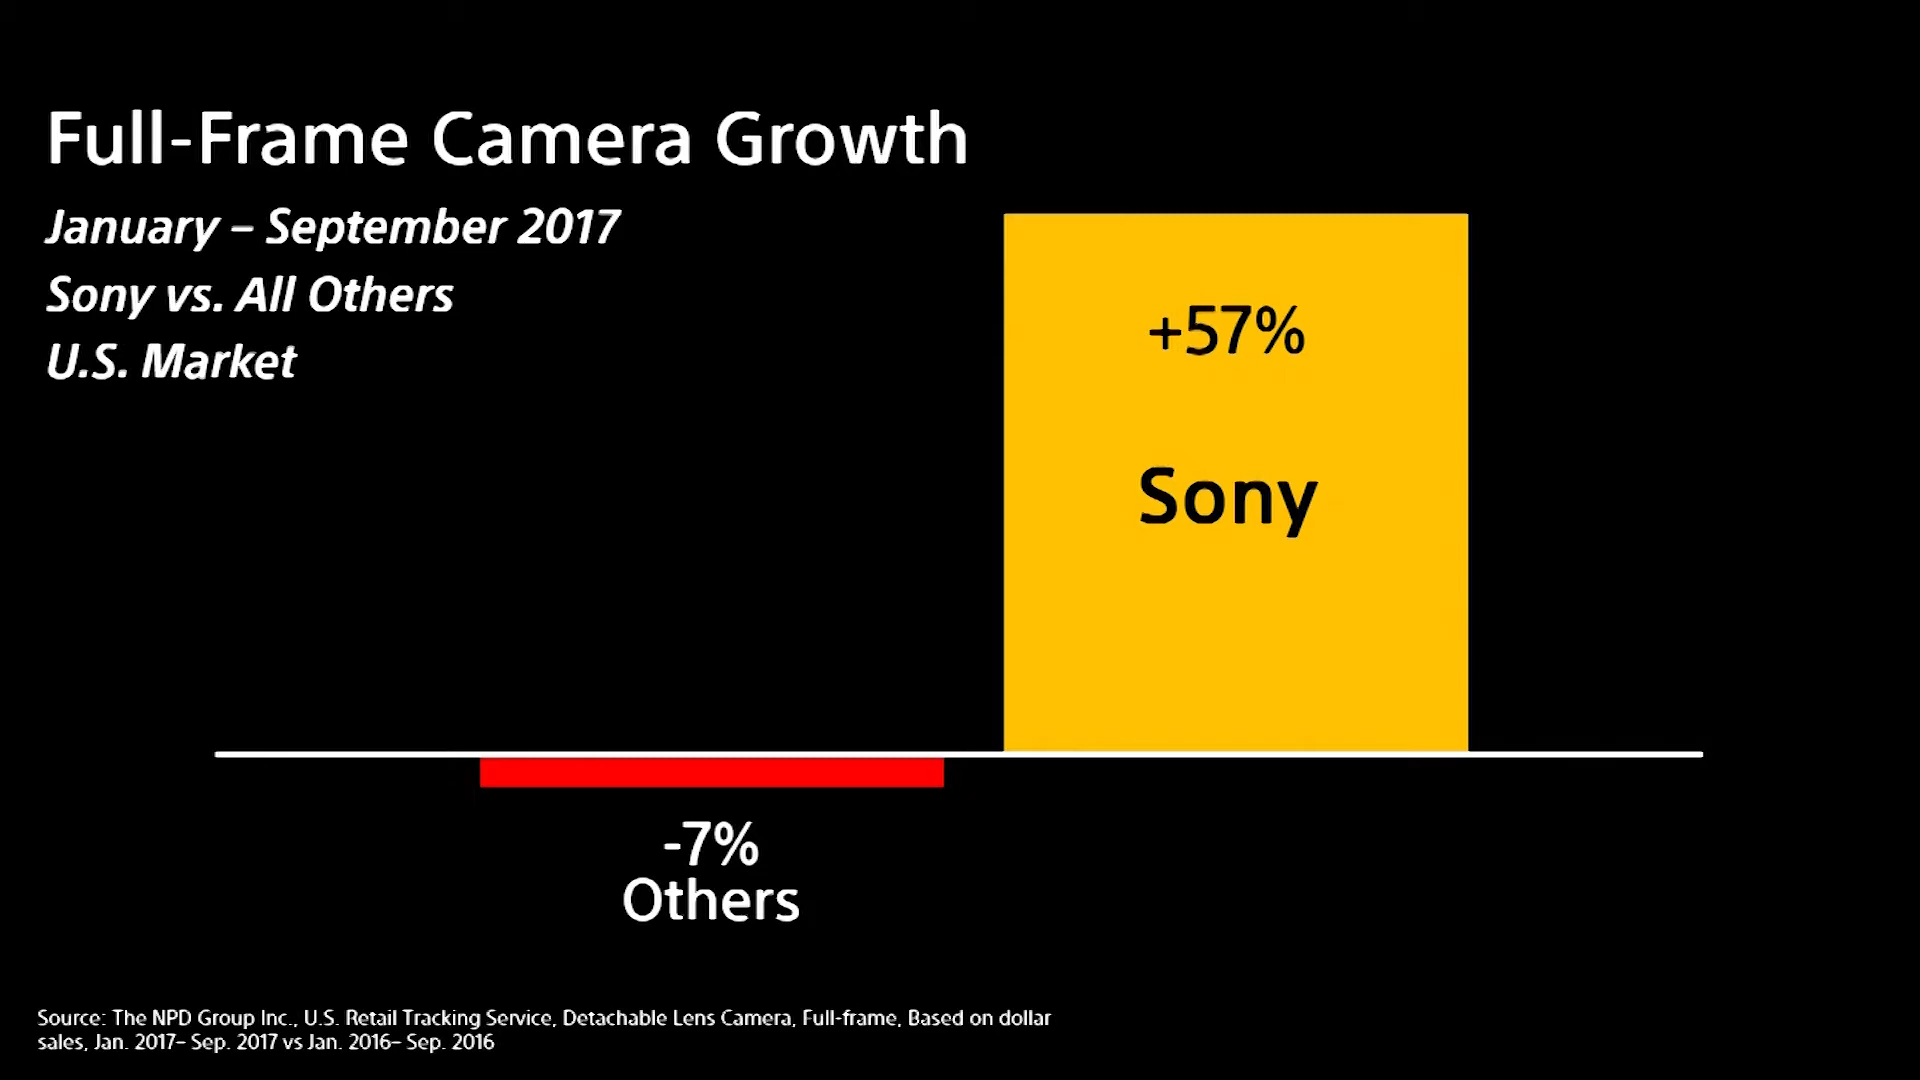 Full-Frame Camera Growth
January – September 2017
Sony vs. All Others
U.S. Market
+57%
Sony
-7%
Others
Source: The NPD Group Inc., U.S. Retail Tracking Service, Detachable Lens Camera, Full-frame, Based on dollar
sales, Jan. 2017– Sep. 2017 vs Jan. 2016– Sep. 2016